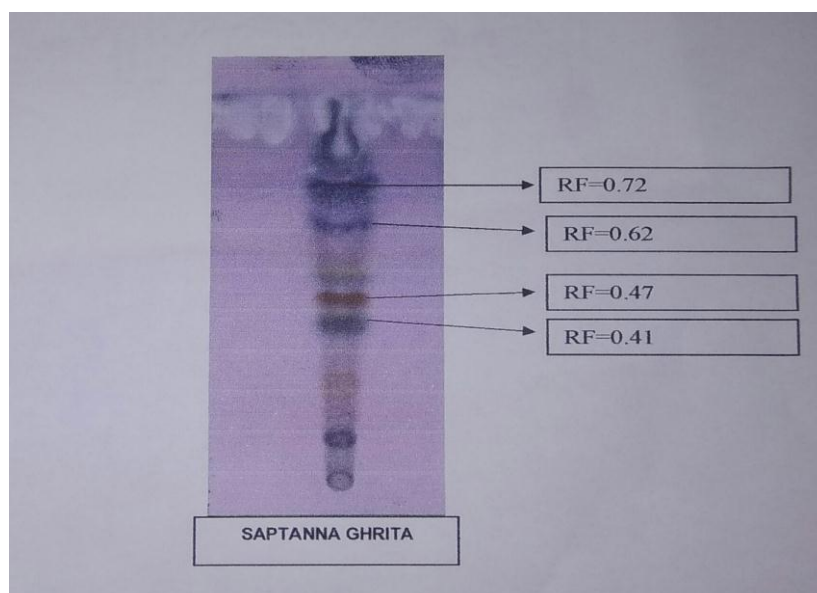 RF=0.72
RF=0.62
RF=0.47
RF=0.41
SAPTANNA GHRITA